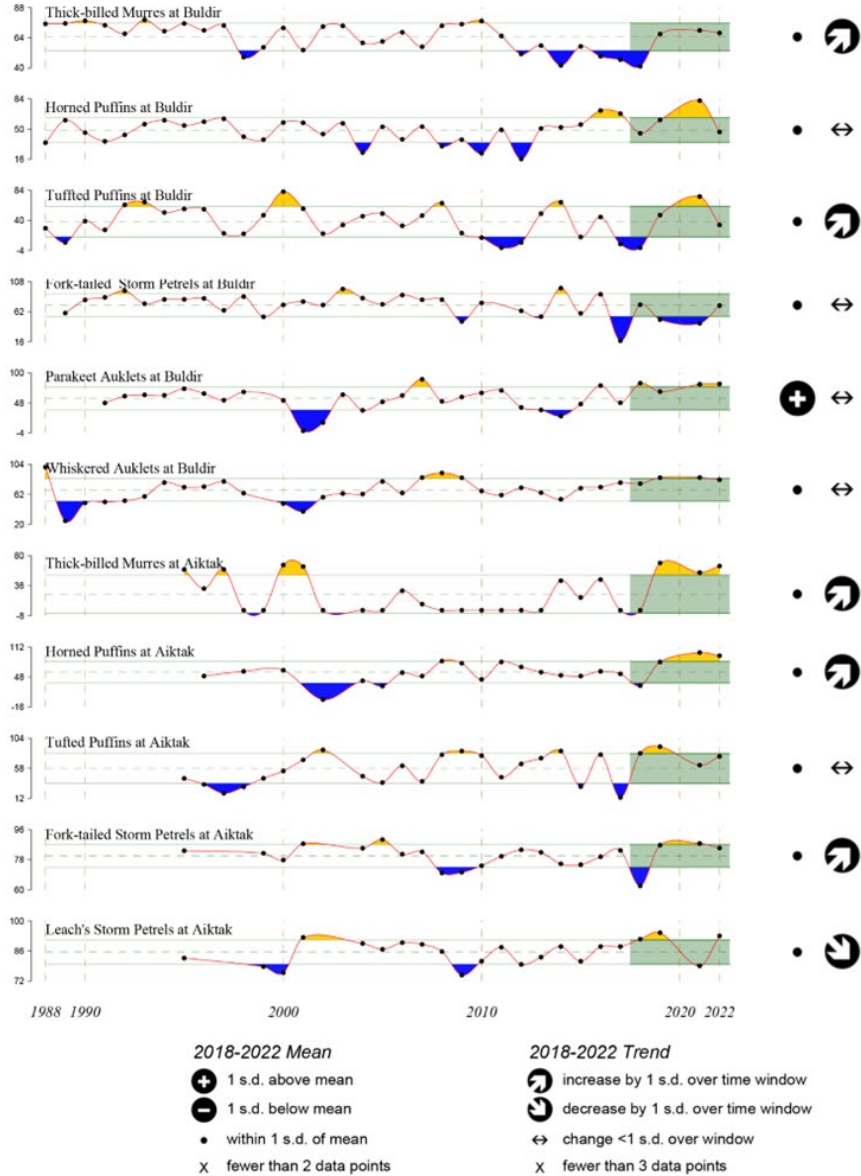 Thick-billed Murres at Buldir
88
64
40
Horned Puffins at Buldir
84
50
16
Tuffted Puffins at Buldir
84
40
-4
Fork-tailed Storm Petrels at Buldir
108
62
16
Parakeet Auklets at Buldir
100
48
-4
Whiskered Auklets at Buldir
104
62
20
Thick-billed Murres at Aiktak
80
36
-8
Horned Puffins at Aiktak
112
48
-16
Tufted Puffins at Aiktak
104
58
12
Fork-tailed Storm Petrels at Aiktak
96
78
60
Leach's Storm Petrels at Aiktak
100
86
72
1988 1990 2000 2010 2020 2022
2018-2022 Mean
1 s.d. above mean
1 s.d. below mean
within 1 s.d. of mean
x fewer than 2 data points
2018-2022 Trend
increase by 1 s.d. over time window
decrease by 1 s.d. over time window
change <1 s.d. over window
x fewer than 3 data points